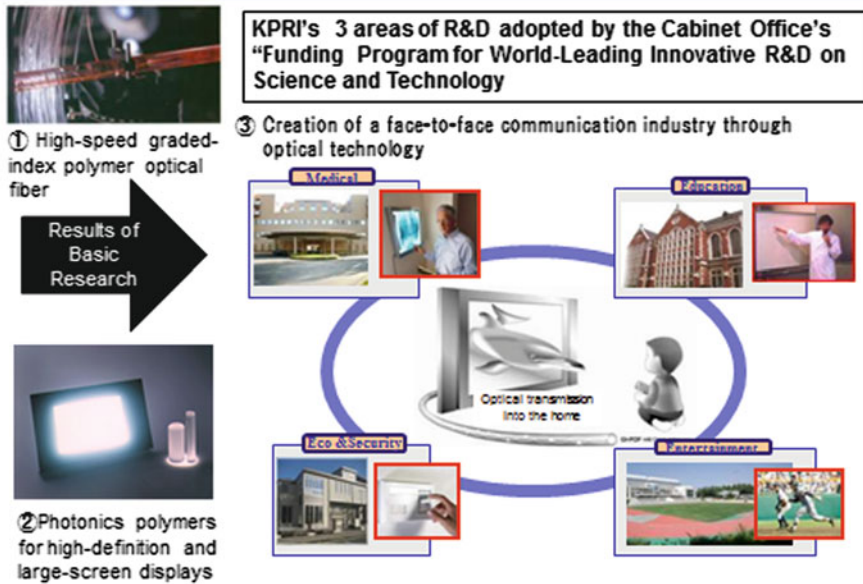 KPRI's 3 areas of R&D adopted by the Cabinet Office's
“Funding Program for World-Leading Innovative R&D on
Science and Technology
① High-speed graded-
index polymer optical
fiber
Results of
Basic
Research
②Photonics polymers
for high-definition and
large-screen displays
③ Creation of a face-to-face communication industry through
optical technology
Medical
Education
Optical transmission
into the home
Eco &Security
Entertainment